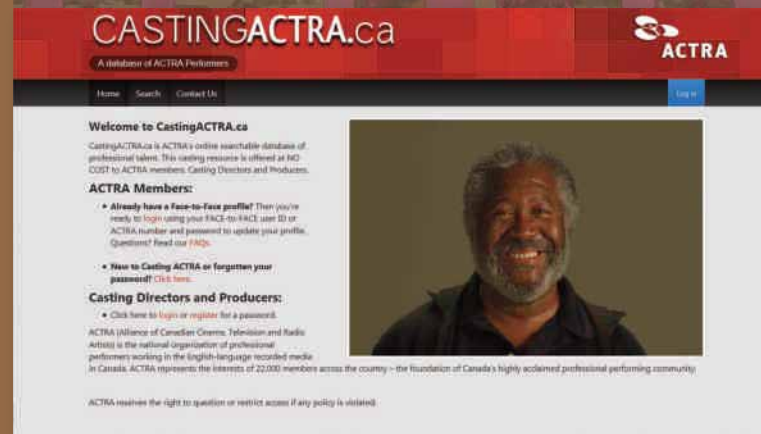 CASTINGACTRA.ca
A database of ACTRA Performers
ACTRA
Home Search Contact Us
Log in
Welcome to CastingACTRA.ca
CastingACTRA.ca is ACTRA's online searchable database of
professional talent. This casting resource is offered at NO
COST to ACTRA members, Casting Directors and Producers.
ACTRA Members:
• Already have a Face-to-Face profile? Then you're
ready to login using your FACE-to-FACE user ID or
ACTRA number and password to update your profile.
Questions? Read our FAQs.
• New to Casting ACTRA or forgotten your
password? Click here.
Casting Directors and Producers:
• Click here to login or register for a password.
ACTRA (Alliance of Canadian Cinema, Television and Radio
Artists) is the national organization of professional
performers working in the English-language recorded media
in Canada. ACTRA represents the interests of 22,000 members across the country – the foundation of Canada's highly acclaimed professional performing community.
ACTRA reserves the right to question or restrict access if any policy is violated.